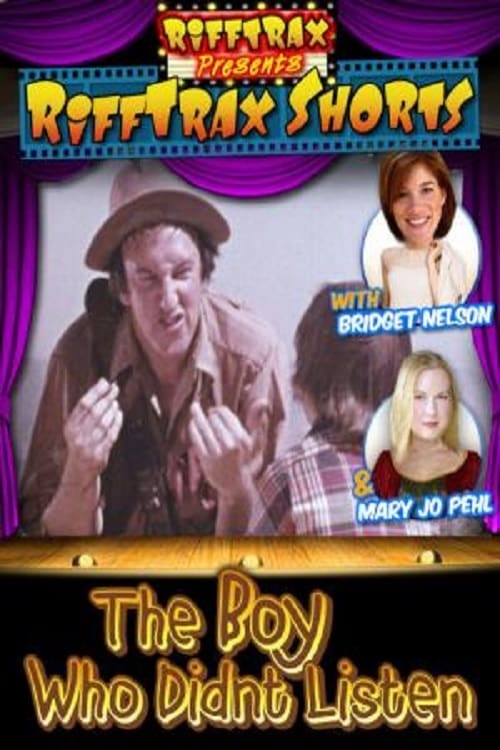 RiffTrax
Presents
RiffTrax Shorts
WITH
BRIDGET NELSON
&
MARY JO PEHL
The Boy
Who Didnt Listen